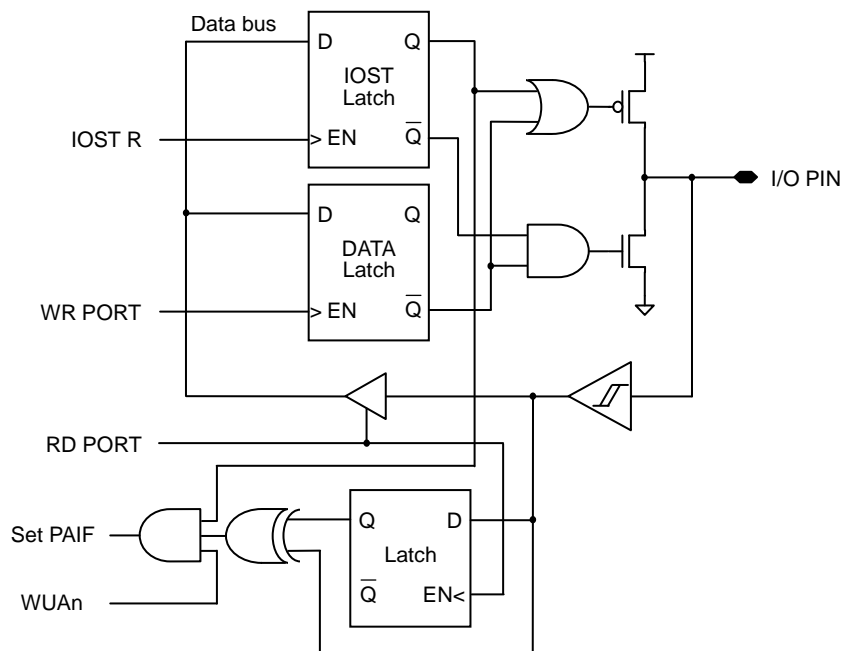 Data bus
D
Q
IOST
Latch
IOST R
> EN
Q
I/O PIN
D
Q
DATA
Latch
WR PORT
> EN
Q
RD PORT
Set PAIF
Q
D
Latch
WUAn
Q
EN<